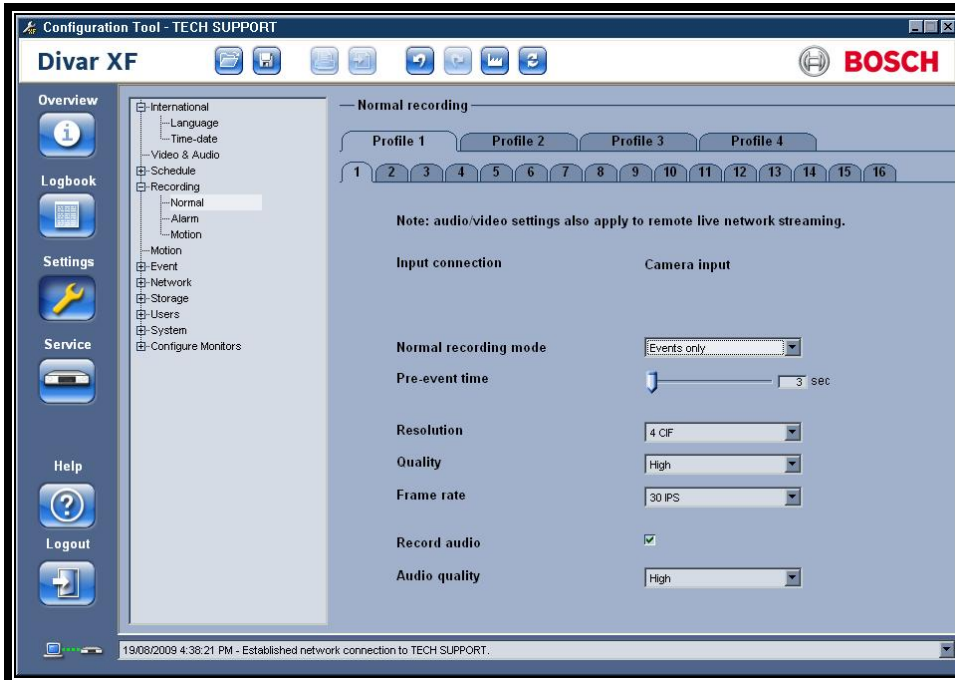 Configuration Tool - TECH SUPPORT
Divar XF
BOSCH
Overview
Logbook
Settings
Service
Help
Logout
International
Language
Time-date
Video & Audio
Schedule
Recording
Normal
Alarm
Motion
Motion
Event
Network
Storage
Users
System
Configure Monitors
Normal recording
Profile 1 Profile 2 Profile 3 Profile 4
1 2 3 4 5 6 7 8 9 10 11 12 13 14 15 16
Note: audio/video settings also apply to remote live network streaming.
Input connection Camera input
Normal recording mode Events only
Pre-event time 3 sec
Resolution 4 CIF
Quality High
Frame rate 30 IPS
Record audio
Audio quality High
19/08/2009 4:38:21 PM - Established network connection to TECH SUPPORT.